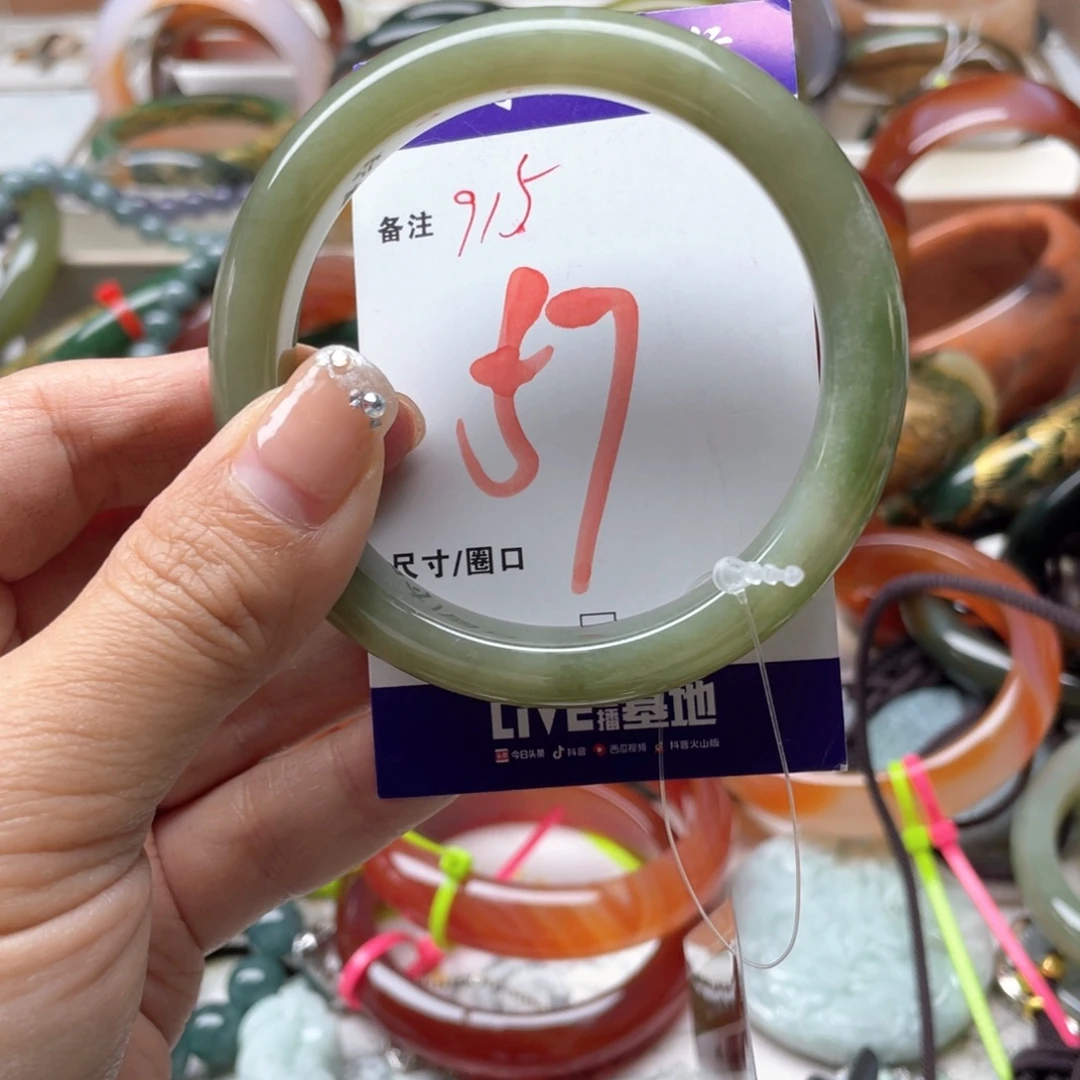 备注 915
57
尺寸/圈口
LIVE播基地
今日头条 抖音 西瓜视频 抖音火山版